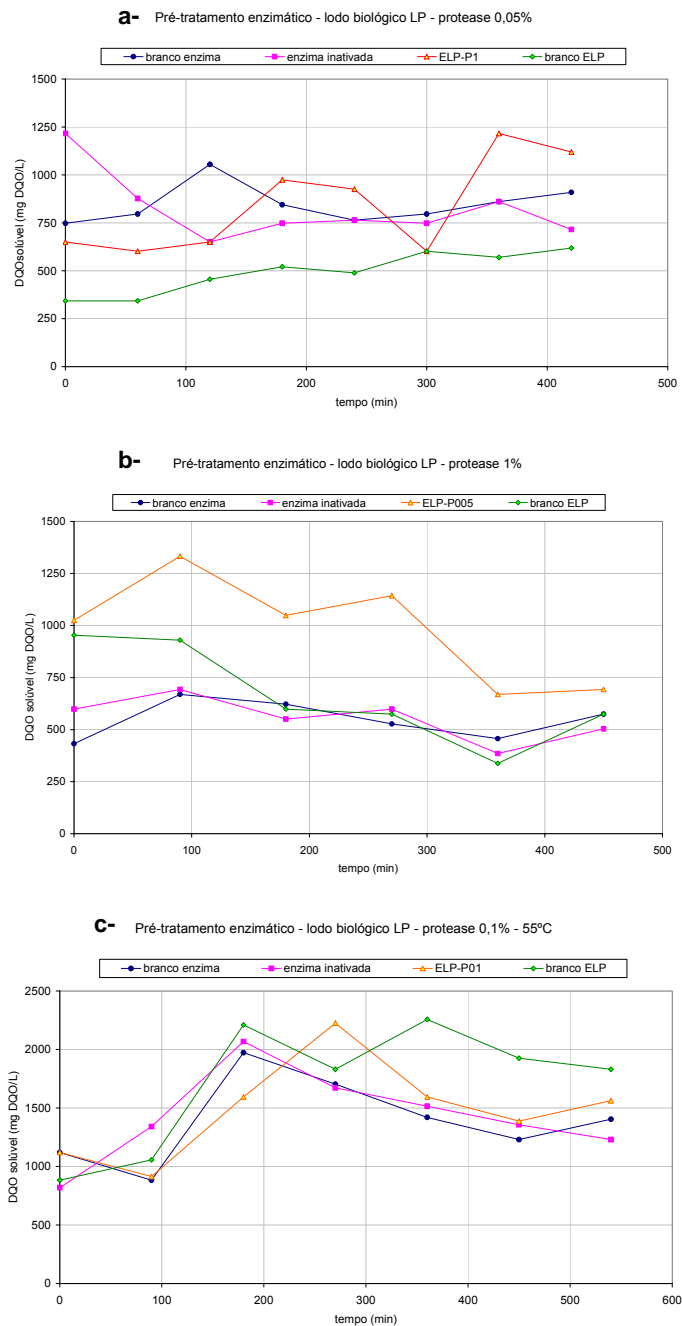 a- Pré-tratamento enzimático - lodo biológico LP - protease 0,05%
branco enzima enzima inativada ELP-P1 branco ELP
1500
1250
1000
750
500
250
0
DQOsolúvel (mg DQO/L)
0 100 200 300 400 500
tempo (min)
b- Pré-tratamento enzimático - lodo biológico LP - protease 1%
branco enzima enzima inativada ELP-P005 branco ELP
1500
1250
1000
750
500
250
0
DQO solúvel (mg DQO/L)
0 100 200 300 400 500
tempo (min)
c- Pré-tratamento enzimático - lodo biológico LP - protease 0,1% - 55ºC
branco enzima enzima inativada ELP-P01 branco ELP
2500
2000
1500
1000
500
0
DQO solúvel (mg DQO/L)
0 100 200 300 400 500 600
tempo (min)